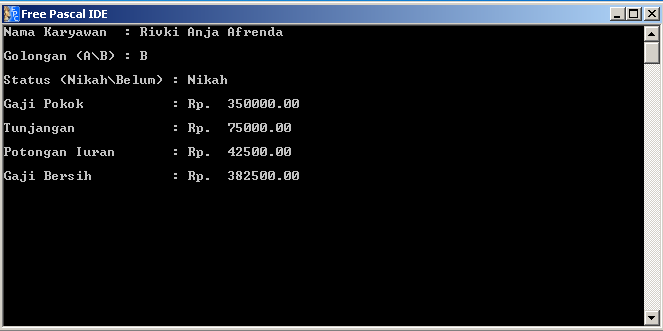 Free Pascal IDE
Nama Karyawan : Rivki Anja Afrenda
Golongan (A\B) : B
Status (Nikah\Belum) : Nikah
Gaji Pokok : Rp. 350000.00
Tunjangan : Rp. 75000.00
Potongan Iuran : Rp. 42500.00
Gaji Bersih : Rp. 382500.00